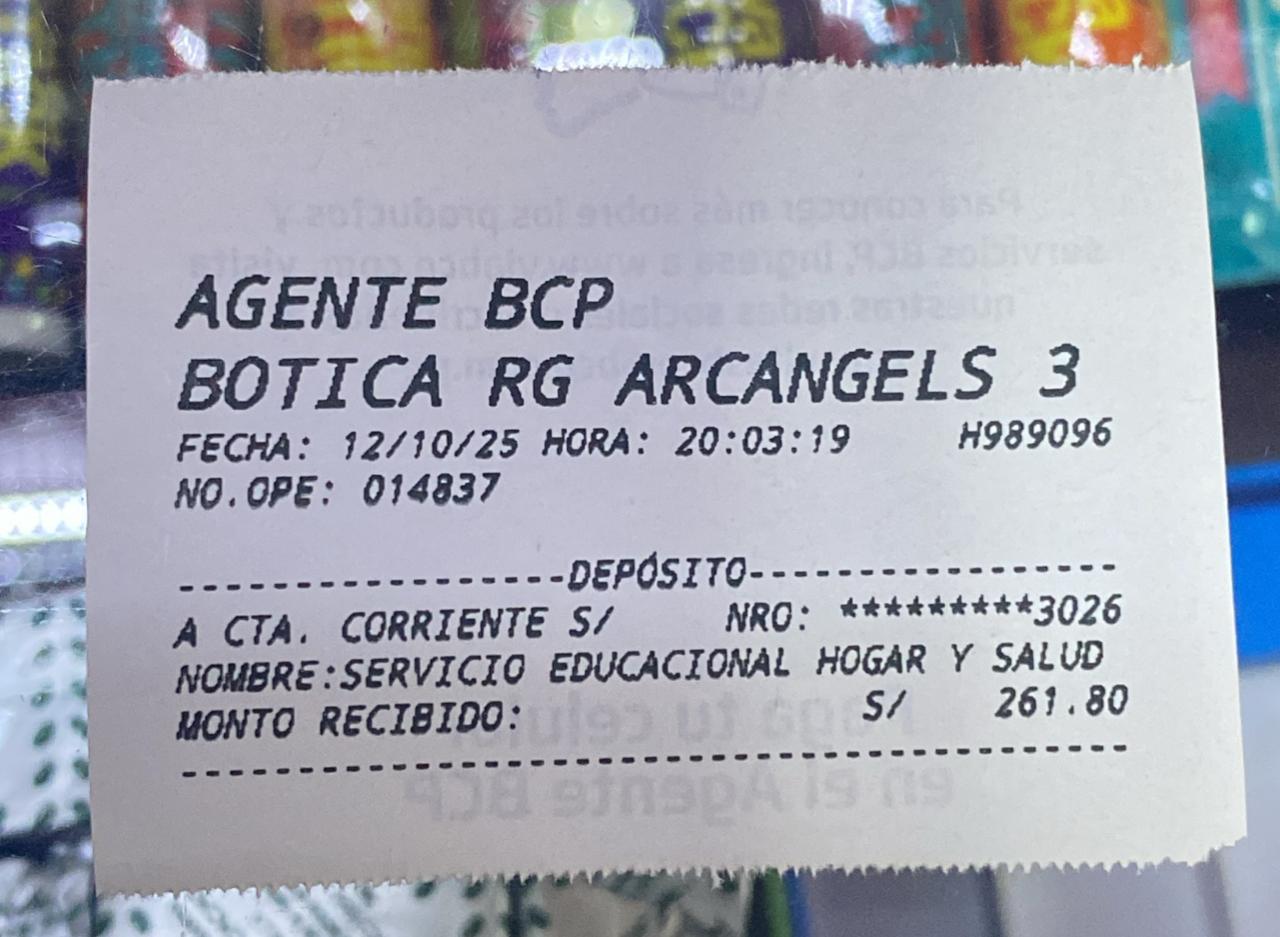 AGENTE BCP
BOTICA RG ARCANGELS 3
FECHA: 12/10/25 HORA: 20:03:19 H989096
NO.OPE: 014837
-----------------DEPÓSITO-----------------
A CTA. CORRIENTE S/ NRO: *********3026
NOMBRE:SERVICIO EDUCACIONAL HOGAR Y SALUD
MONTO RECIBIDO: S/ 261.80